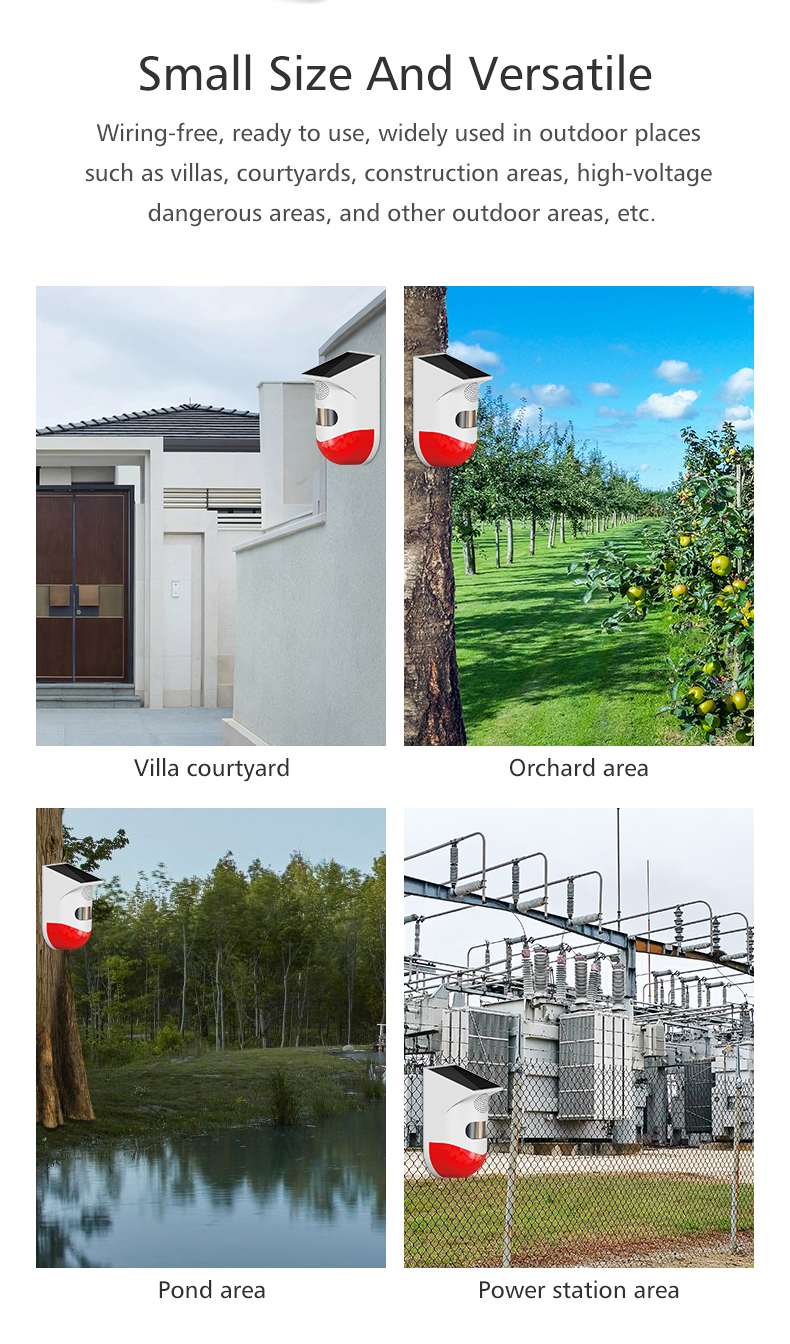 Small Size And Versatile
Wiring-free, ready to use, widely used in outdoor places
such as villas, courtyards, construction areas, high-voltage
dangerous areas, and other outdoor areas, etc.
Villa courtyard
Orchard area
Pond area
Power station area